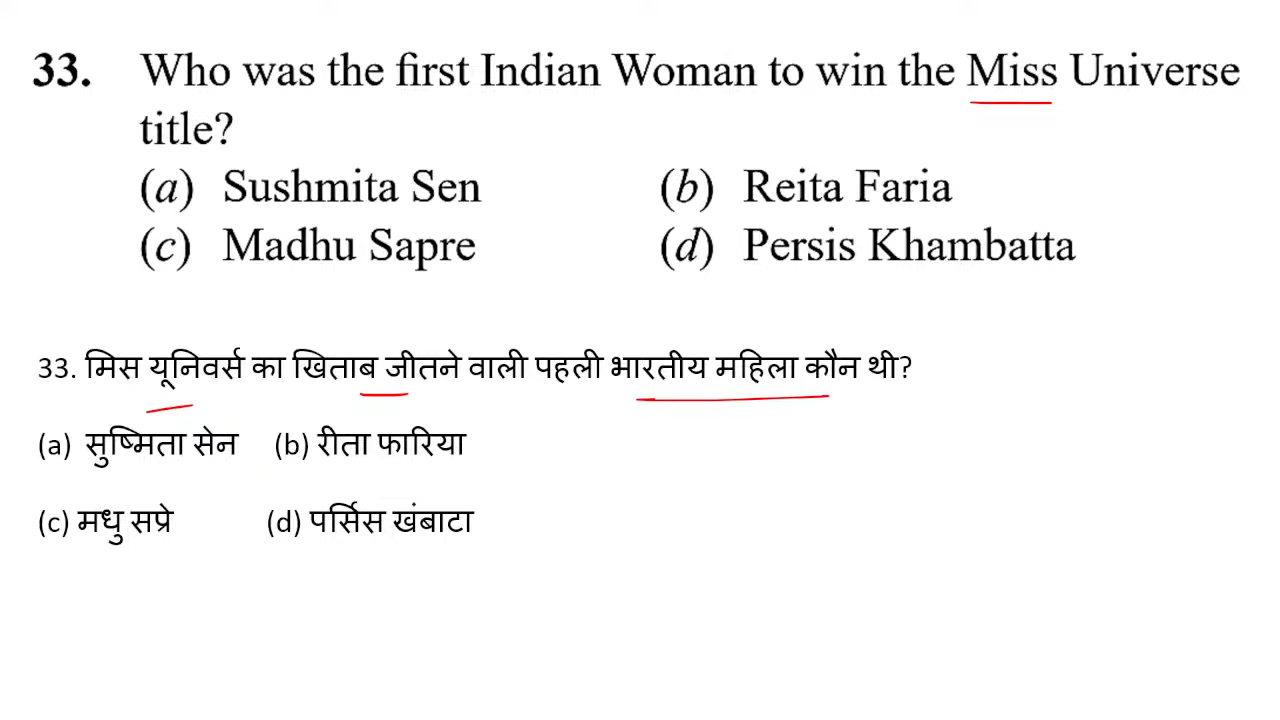 33. Who was the first Indian Woman to win the Miss Universe
title?
(a) Sushmita Sen (b) Reita Faria
(c) Madhu Sapre (d) Persis Khambatta
33. मिस यूनिवर्स का खिताब जीतने वाली पहली भारतीय महिला कौन थी?
(a) सुष्मिता सेन (b) रीता फारिया
(c) मधु सप्रे (d) पर्सिस खंबाटा